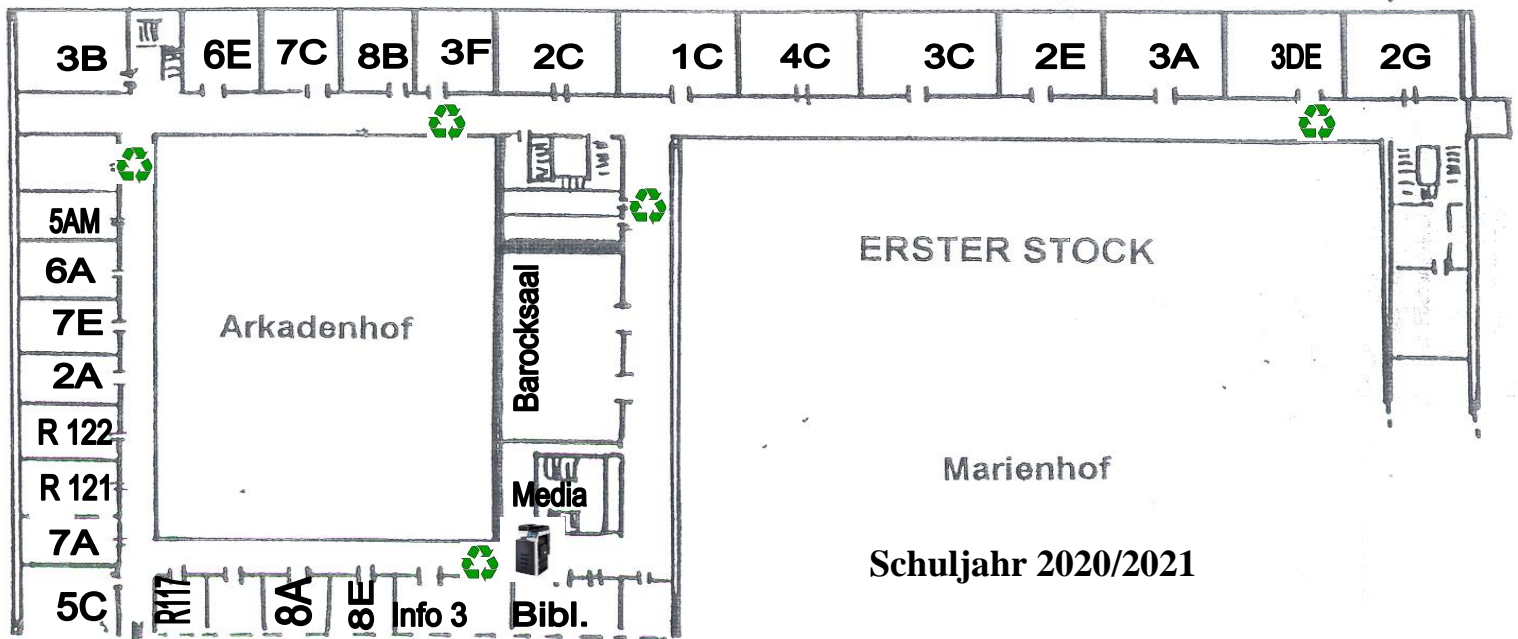 3B 6E 7C 8B 3F 2C 1C 4C 3C 2E 3A 3DE 2G
5AM
6A
7E
2A
R 122
R 121
7A
5C
Arkadenhof
Barocksaal
Media
ERSTER STOCK
Marienhof
Schuljahr 2020/2021
R117 8A 8E Info 3 Bibl.